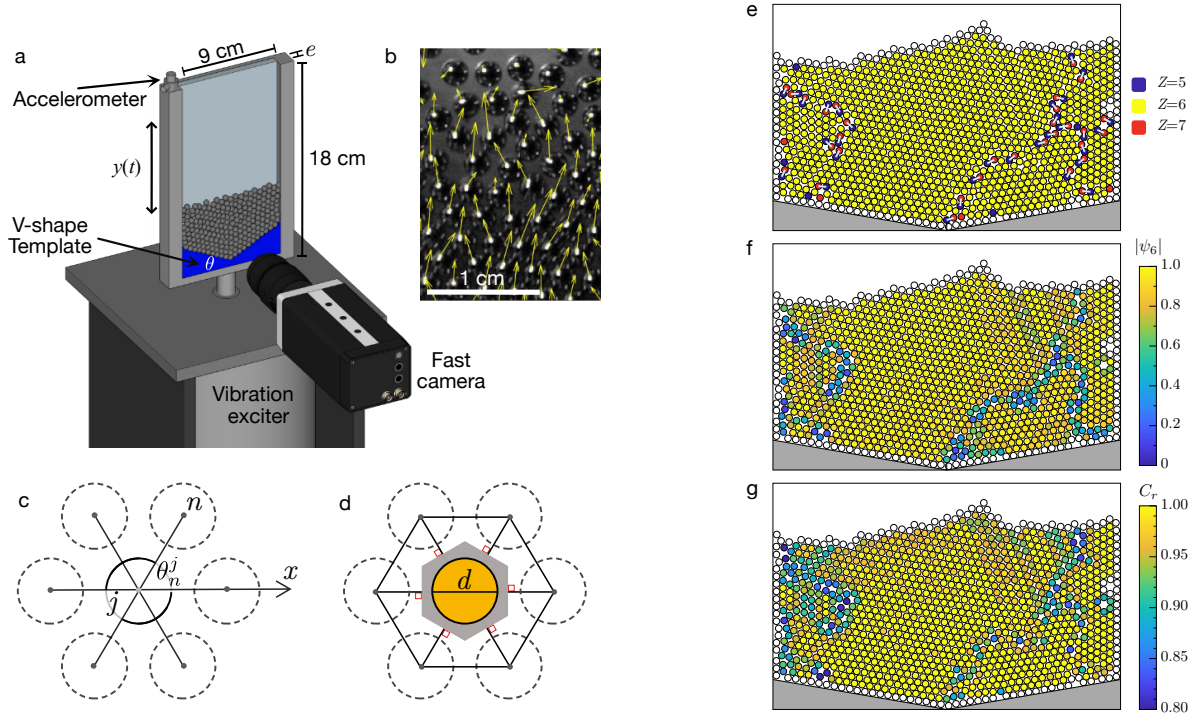 a
9 cm
e
Accelerometer
y(t)
18 cm
V-shape
Template
θ
Vibration
exciter
Fast
camera
b
1 cm
c
n
θ_n^j
x
j
d
d
e
Z=5
Z=6
Z=7
f
|ψ_6|
1.0
0.8
0.6
0.4
0.2
0
g
C_r
1.00
0.95
0.90
0.85
0.80